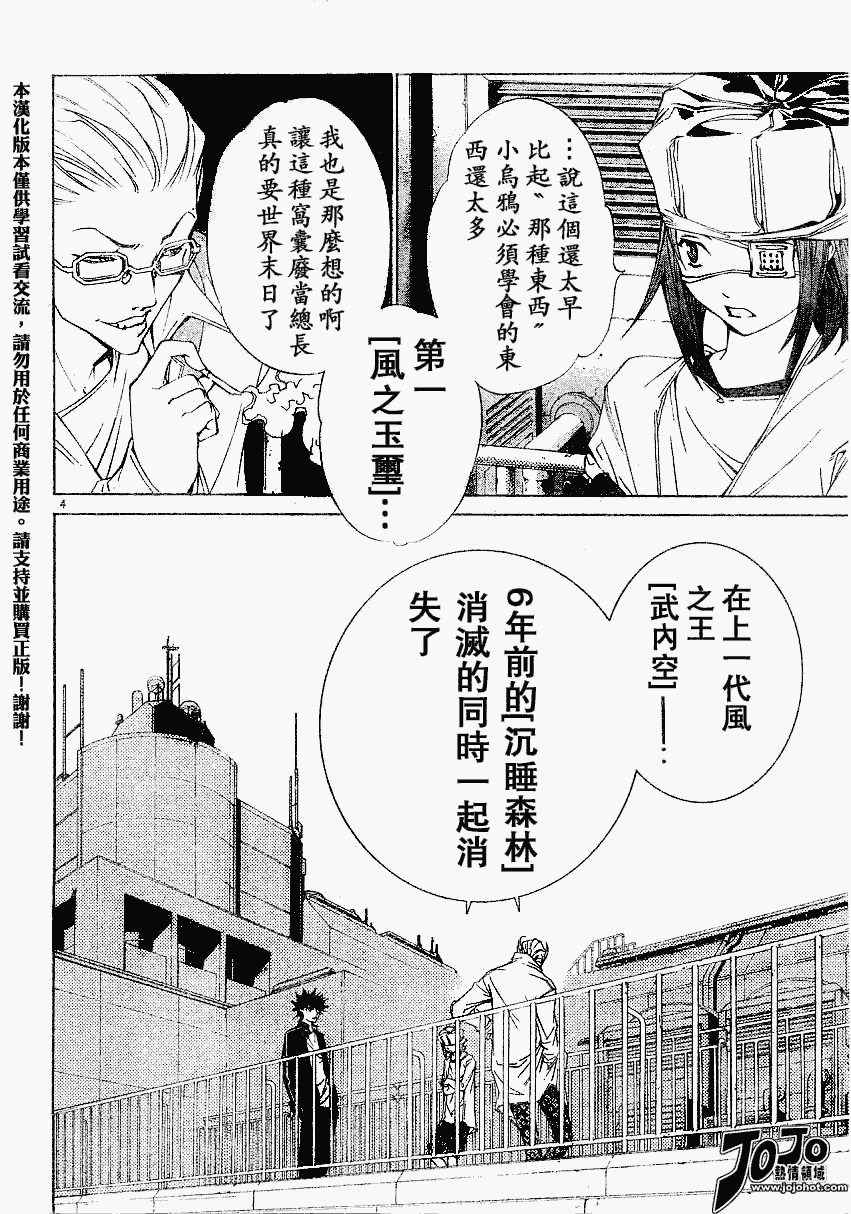 …說這個還太早
比起〝那種東西〞
小烏鴉必須學會的東
西還太多
我也是那麼想的啊
讓這種窩囊廢當總長
真的要世界末日了
第一
[風之玉璽]…
4
在上一代風
之王
[武內空]——…
6年前的[沉睡森林]
消滅的同時一起消
失了
本漢化版本僅供學習試看交流，請勿用於任何商業用途。請支持並購買正版！謝謝！
JOJO
熱情領域
www.jojohot.com